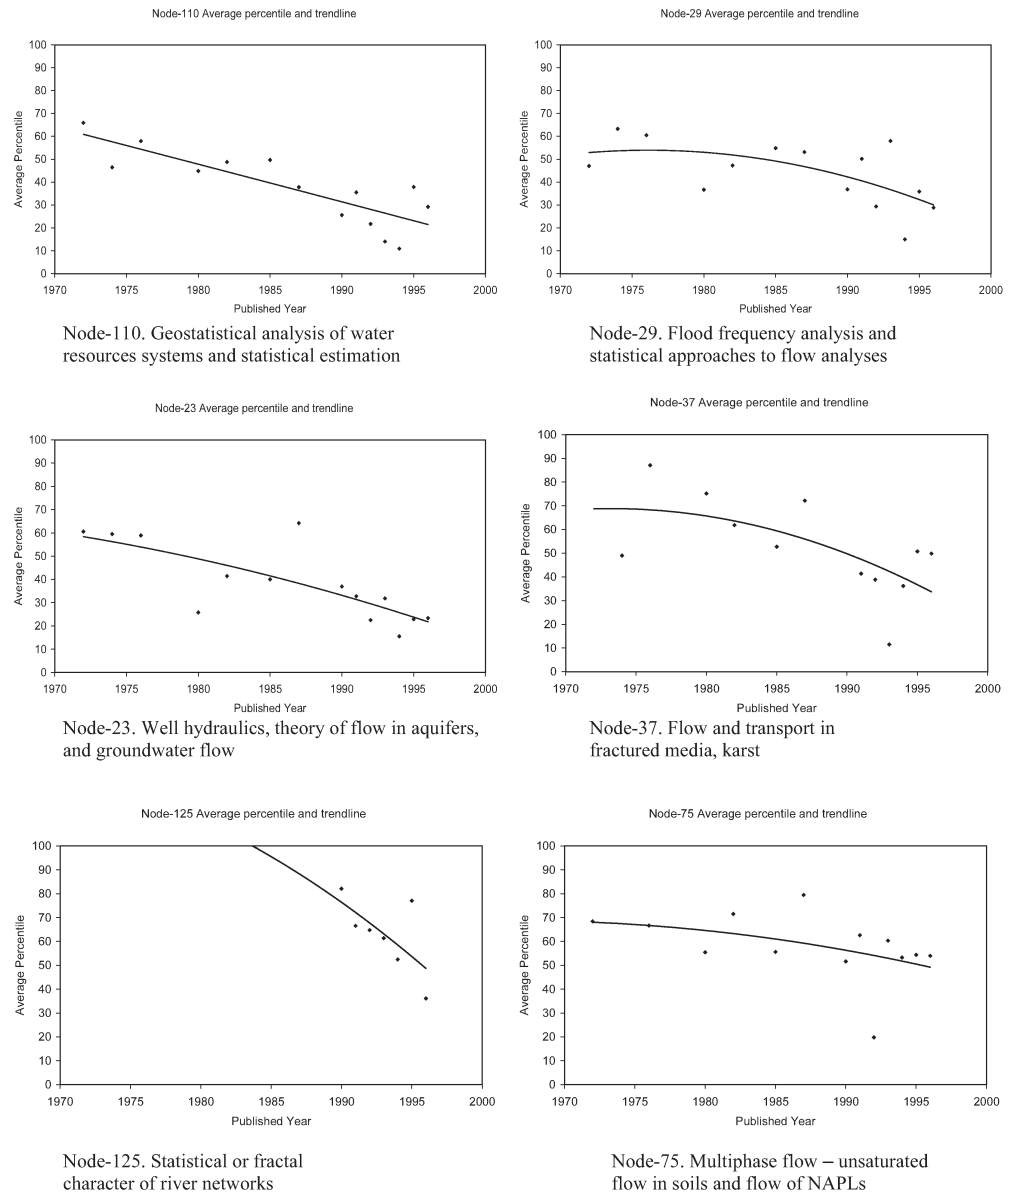 Node-110 Average percentile and trendline
100
90
80
70
60
50
40
30
20
10
0
Average Percentile
1970 1975 1980 1985 1990 1995 2000
Published Year
Node-110. Geostatistical analysis of water
resources systems and statistical estimation
Node-29 Average percentile and trendline
100
90
80
70
60
50
40
30
20
10
0
Average Percentile
1970 1975 1980 1985 1990 1995 2000
Published Year
Node-29. Flood frequency analysis and
statistical approaches to flow analyses
Node-23 Average percentile and trendline
100
90
80
70
60
50
40
30
20
10
0
Average Percentile
1970 1975 1980 1985 1990 1995 2000
Published Year
Node-23. Well hydraulics, theory of flow in aquifers,
and groundwater flow
Node-37 Average percentile and trendline
100
90
80
70
60
50
40
30
20
10
0
Average Percentile
1970 1975 1980 1985 1990 1995 2000
Published Year
Node-37. Flow and transport in
fractured media, karst
Node-125 Average percentile and trendline
100
90
80
70
60
50
40
30
20
10
0
Average Percentile
1970 1975 1980 1985 1990 1995 2000
Published Year
Node-125. Statistical or fractal
character of river networks
Node-75 Average percentile and trendline
100
90
80
70
60
50
40
30
20
10
0
Average Percentile
1970 1975 1980 1985 1990 1995 2000
Published Year
Node-75. Multiphase flow – unsaturated
flow in soils and flow of NAPLs